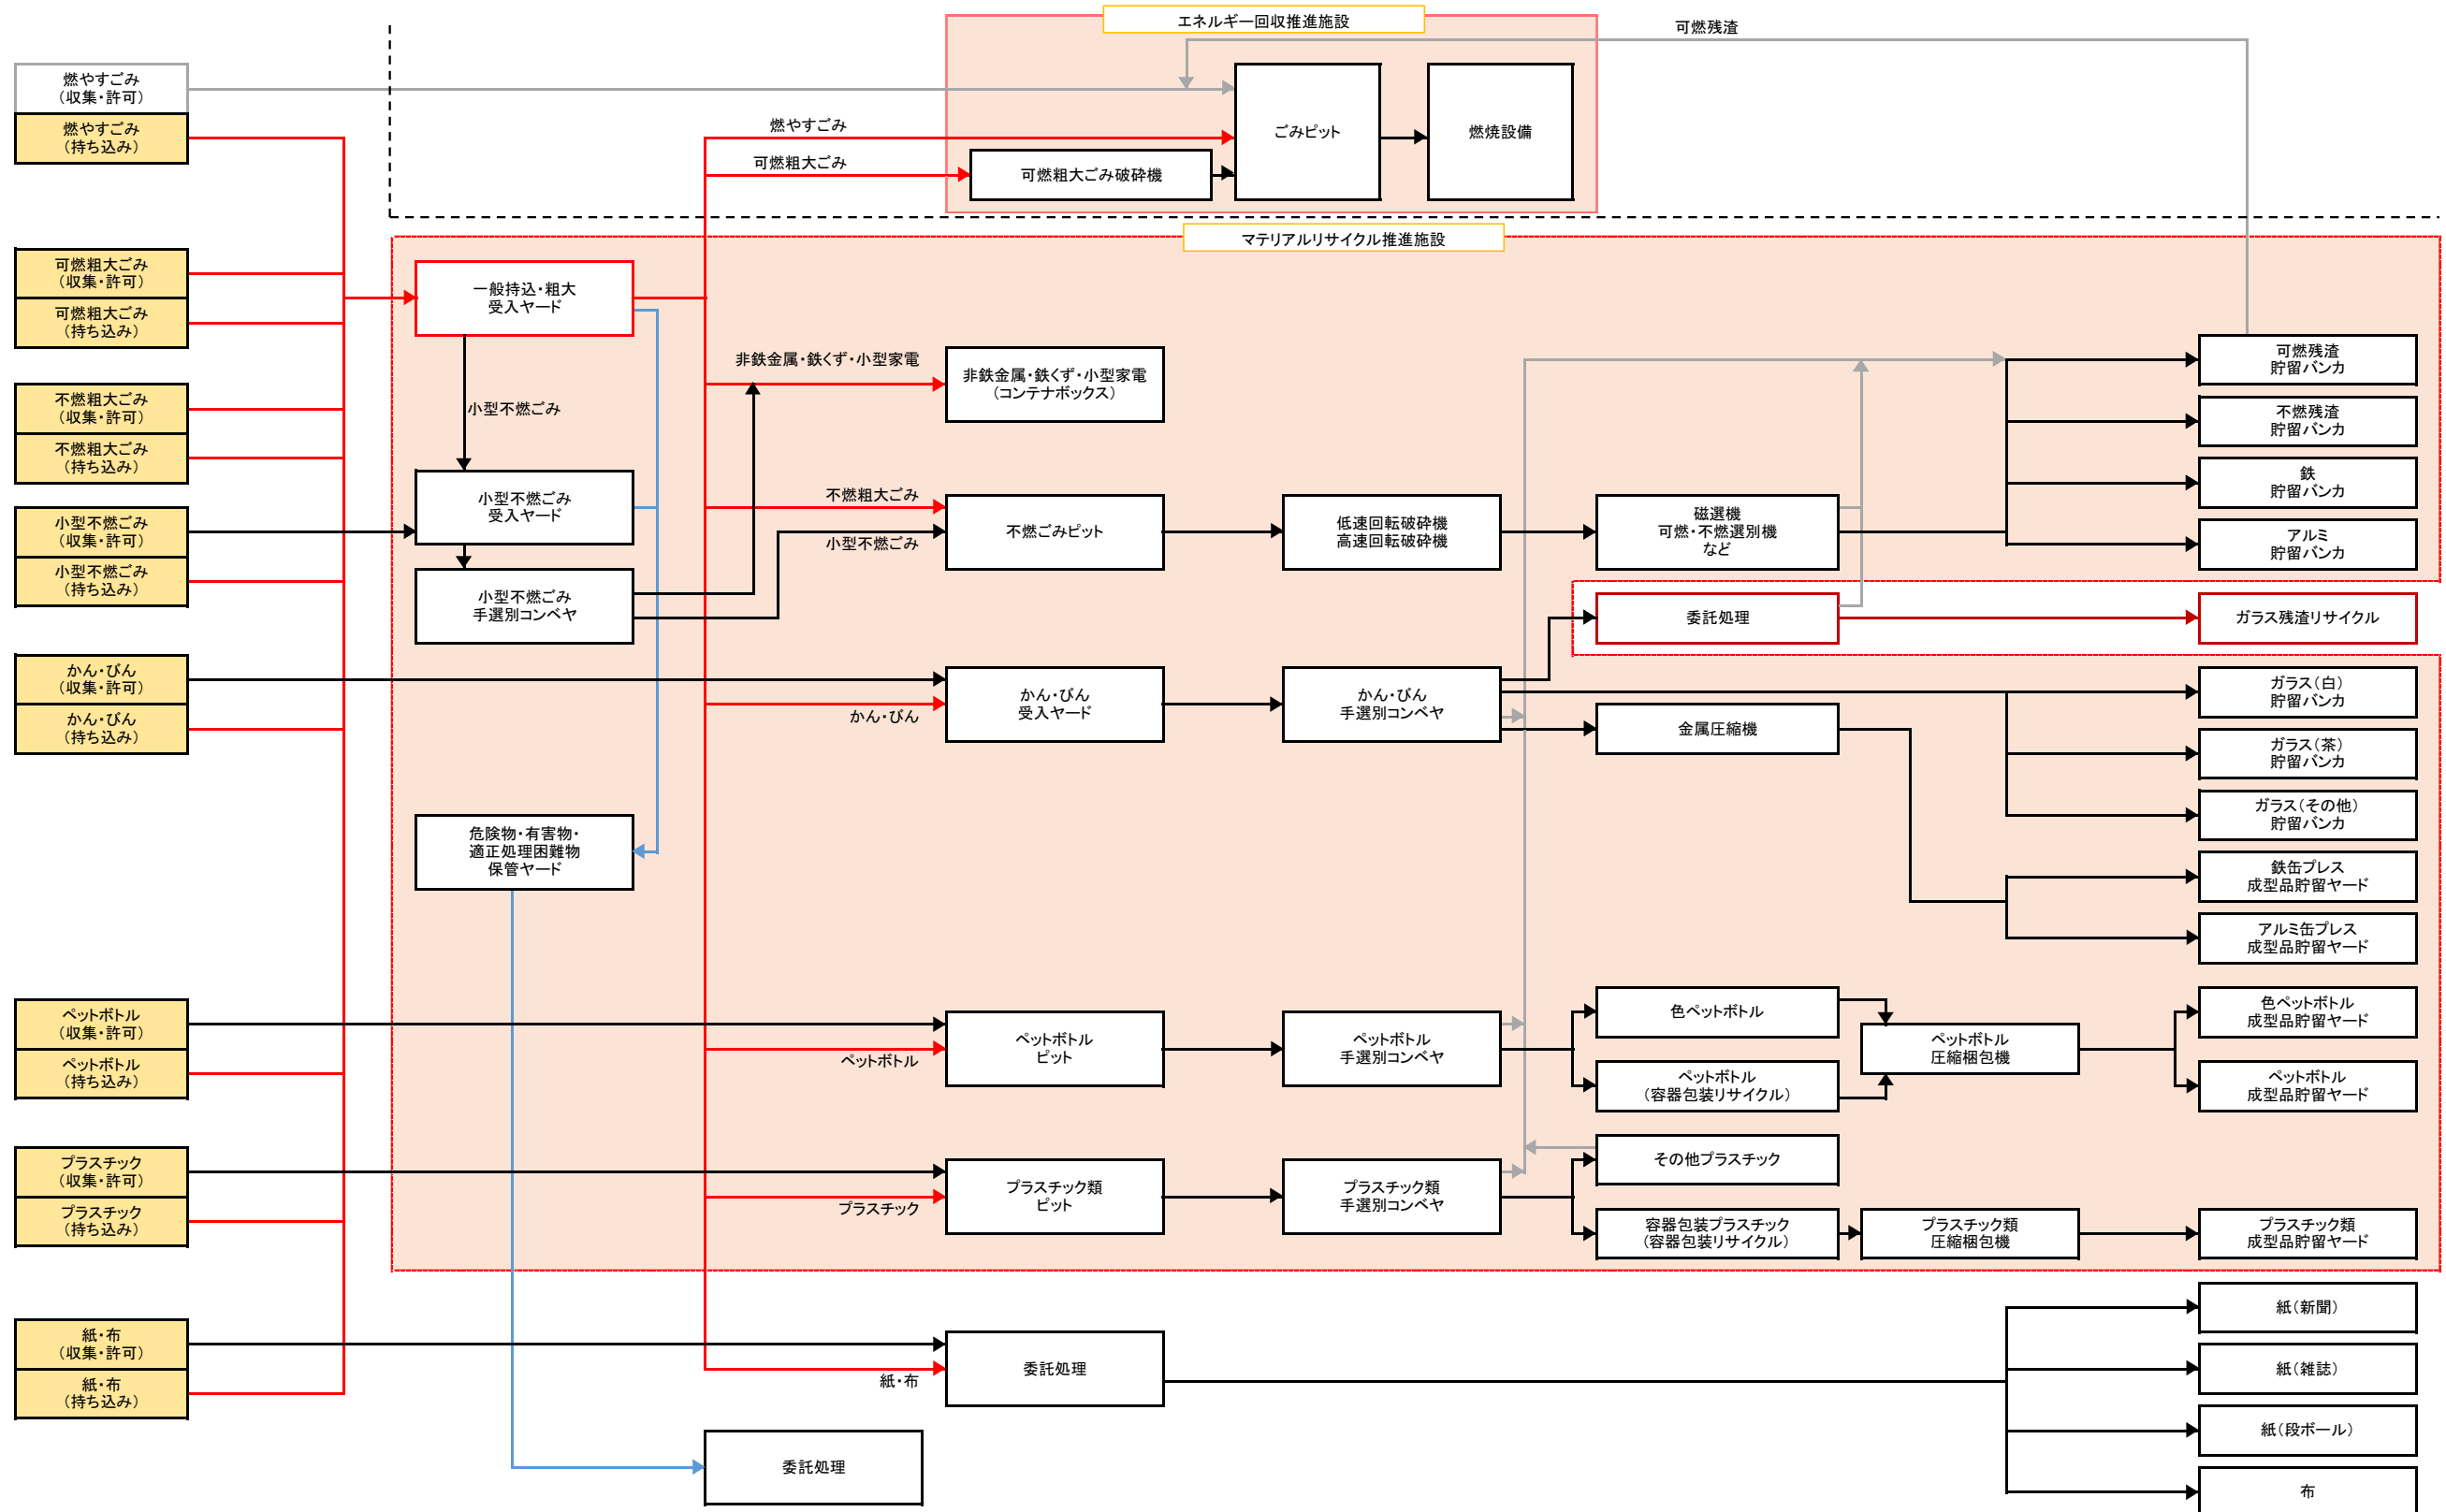 エネルギー回収推進施設
可燃残渣
燃やすごみ
（収集・許可）
燃やすごみ
（持ち込み）
燃やすごみ
可燃粗大ごみ
可燃粗大ごみ破砕機
ごみピット
燃焼設備
マテリアルリサイクル推進施設
可燃粗大ごみ
（収集・許可）
可燃粗大ごみ
（持ち込み）
一般持込・粗大
受入ヤード
不燃粗大ごみ
（収集・許可）
不燃粗大ごみ
（持ち込み）
小型不燃ごみ
非鉄金属・鉄くず・小型家電
非鉄金属・鉄くず・小型家電
（コンテナボックス）
可燃残渣
貯留バンカ
不燃残渣
貯留バンカ
鉄
貯留バンカ
アルミ
貯留バンカ
小型不燃ごみ
（収集・許可）
小型不燃ごみ
（持ち込み）
小型不燃ごみ
受入ヤード
小型不燃ごみ
手選別コンベヤ
不燃粗大ごみ
小型不燃ごみ
不燃ごみピット
低速回転破砕機
高速回転破砕機
磁選機
可燃・不燃選別機
など
委託処理
ガラス残渣リサイクル
かん・びん
（収集・許可）
かん・びん
（持ち込み）
かん・びん
かん・びん
受入ヤード
かん・びん
手選別コンベヤ
金属圧縮機
ガラス（白）
貯留バンカ
ガラス（茶）
貯留バンカ
ガラス（その他）
貯留バンカ
鉄缶プレス
成型品貯留ヤード
アルミ缶プレス
成型品貯留ヤード
危険物・有害物・
適正処理困難物
保管ヤード
ペットボトル
（収集・許可）
ペットボトル
（持ち込み）
ペットボトル
ペットボトル
ピット
ペットボトル
手選別コンベヤ
色ペットボトル
ペットボトル
（容器包装リサイクル）
ペットボトル
圧縮梱包機
色ペットボトル
成型品貯留ヤード
ペットボトル
成型品貯留ヤード
プラスチック
（収集・許可）
プラスチック
（持ち込み）
プラスチック
プラスチック類
ピット
プラスチック類
手選別コンベヤ
その他プラスチック
容器包装プラスチック
（容器包装リサイクル）
プラスチック類
圧縮梱包機
プラスチック類
成型品貯留ヤード
紙・布
（収集・許可）
紙・布
（持ち込み）
紙・布
委託処理
紙（新聞）
紙（雑誌）
紙（段ボール）
布
委託処理